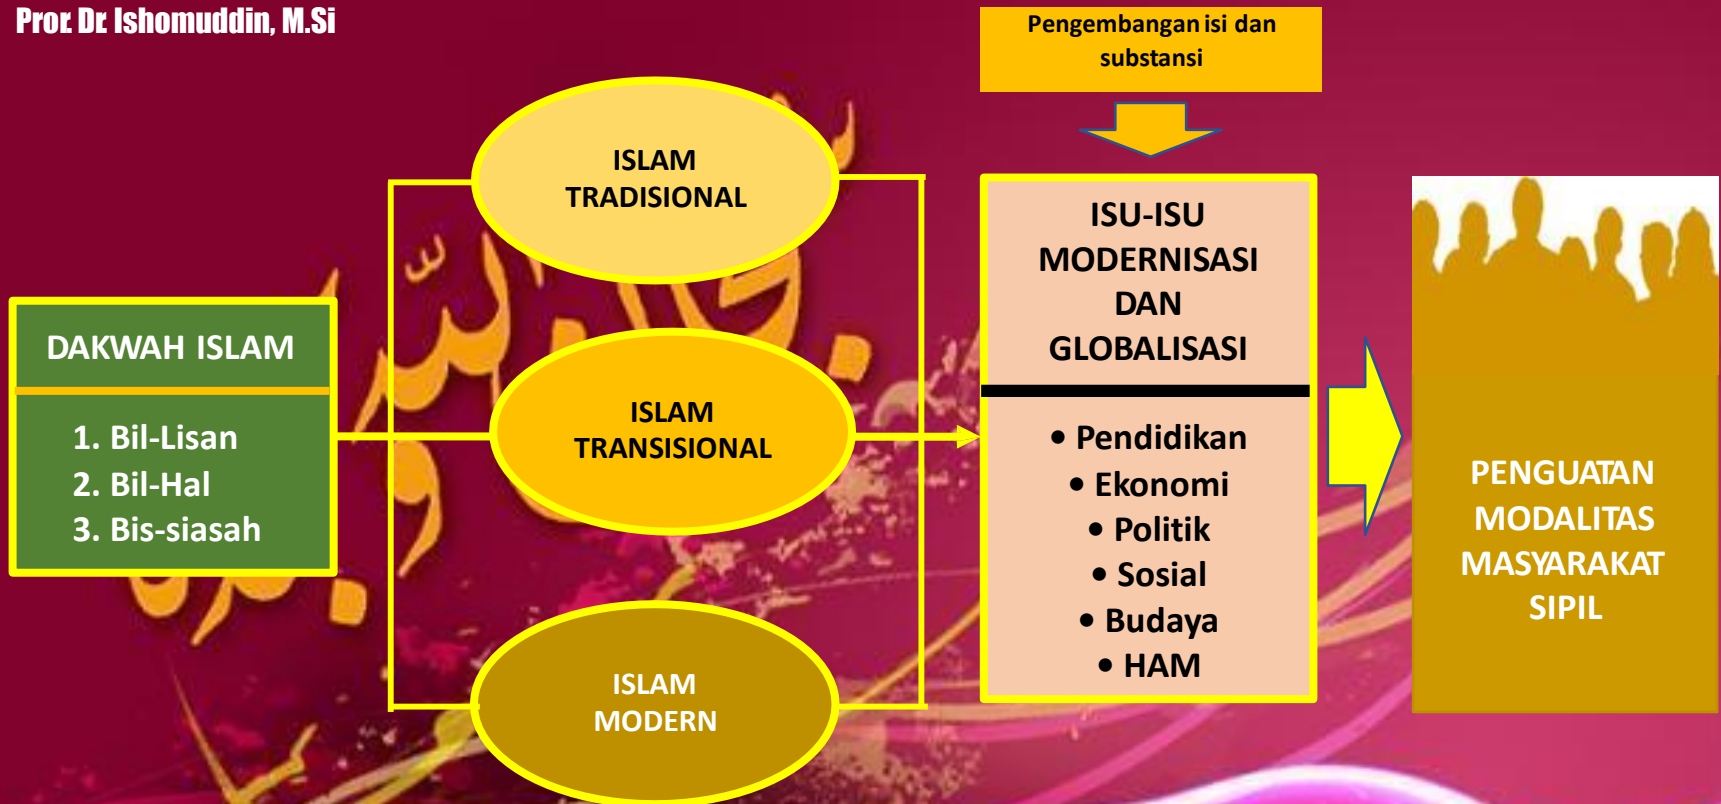 Prof. Dr. Ishomuddin, M.Si
Pengembangan isi dan
substansi
ISLAM
TRADISIONAL
ISU-ISU
MODERNISASI
DAN
GLOBALISASI
DAKWAH ISLAM
1. Bil-Lisan
2. Bil-Hal
3. Bis-siasah
ISLAM
TRANSISIONAL
• Pendidikan
• Ekonomi
• Politik
• Sosial
• Budaya
• HAM
PENGUATAN
MODALITAS
MASYARAKAT
SIPIL
ISLAM
MODERN